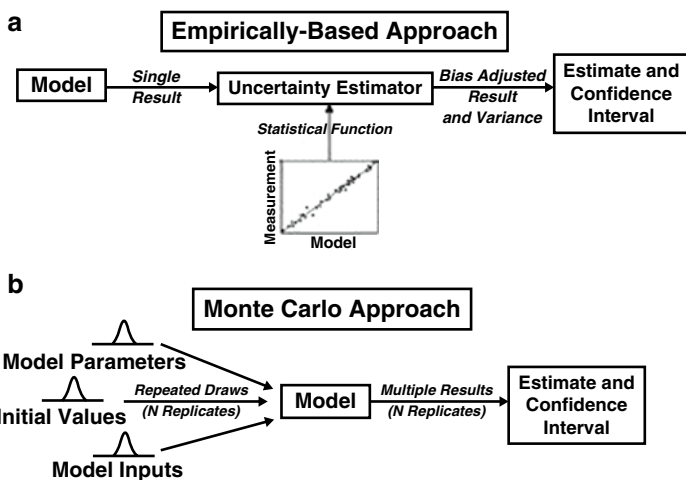 a
Empirically-Based Approach
Model
Single
Result
Uncertainty Estimator
Bias Adjusted
Result
and Variance
Estimate and
Confidence
Interval
Statistical Function
Measurement
Model
b
Monte Carlo Approach
Model Parameters
Initial Values
Model Inputs
Repeated Draws
(N Replicates)
Model
Multiple Results
(N Replicates)
Estimate and
Confidence
Interval